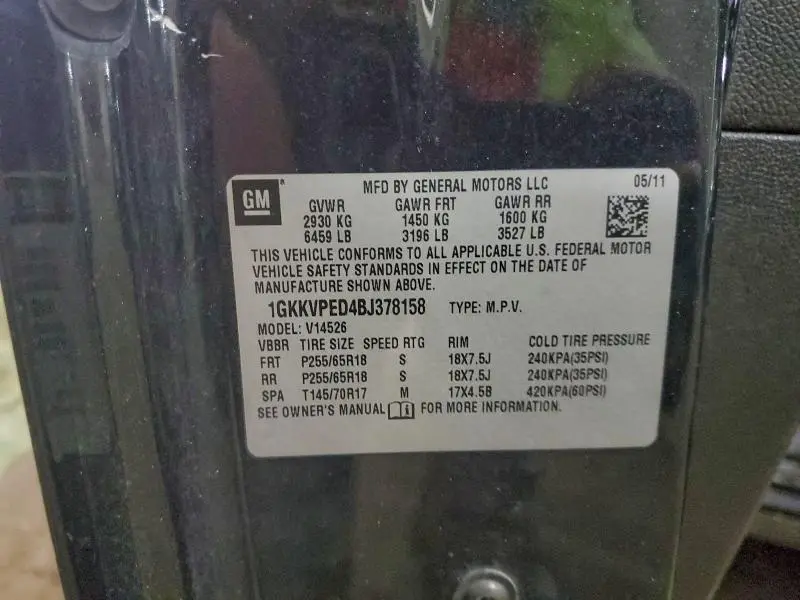 GM
MFD BY GENERAL MOTORS LLC 05/11
GVWR GAWR FRT GAWR RR
2930 KG 1450 KG 1600 KG
6459 LB 3196 LB 3527 LB
THIS VEHICLE CONFORMS TO ALL APPLICABLE U.S. FEDERAL MOTOR
VEHICLE SAFETY STANDARDS IN EFFECT ON THE DATE OF
MANUFACTURE SHOWN ABOVE.
1GKKVPED4BJ378158 TYPE: M.P.V.
MODEL: V14526
VBBR TIRE SIZE SPEED RTG RIM COLD TIRE PRESSURE
FRT P255/65R18 S 18X7.5J 240KPA(35PSI)
RR P255/65R18 S 18X7.5J 240KPA(35PSI)
SPA T145/70R17 M 17X4.5B 420KPA(60PSI)
SEE OWNER'S MANUAL FOR MORE INFORMATION.